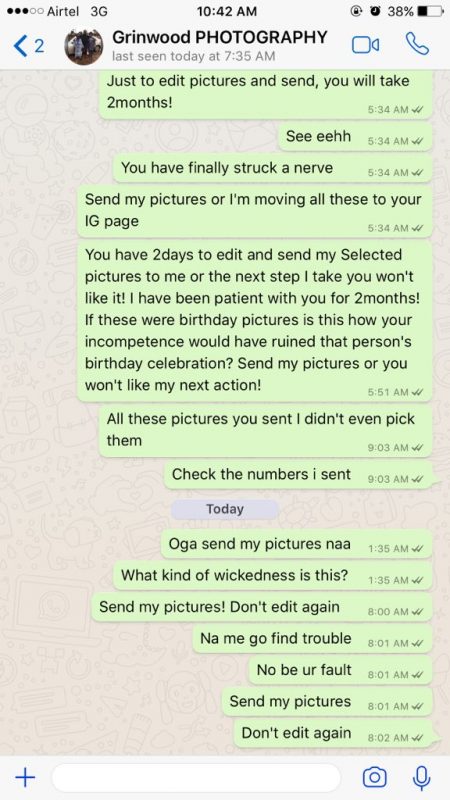 Airtel 3G 10:42 AM 38%
2 Grinwood PHOTOGRAPHY
last seen today at 7:35 AM
Just to edit pictures and send, you will take
2months!
5:34 AM
See eehh 5:34 AM
You have finally struck a nerve 5:34 AM
Send my pictures or I'm moving all these to your
IG page 5:34 AM
You have 2days to edit and send my Selected
pictures to me or the next step I take you won't
like it! I have been patient with you for 2months!
If these were birthday pictures is this how your
incompetence would have ruined that person's
birthday celebration? Send my pictures or you
won't like my next action! 5:51 AM
All these pictures you sent I didn't even pick
them 9:03 AM
Check the numbers i sent 9:03 AM
Today
Oga send my pictures naa 1:35 AM
What kind of wickedness is this? 1:35 AM
Send my pictures! Don't edit again 8:00 AM
Na me go find trouble 8:01 AM
No be ur fault 8:01 AM
Send my pictures 8:01 AM
Don't edit again 8:02 AM